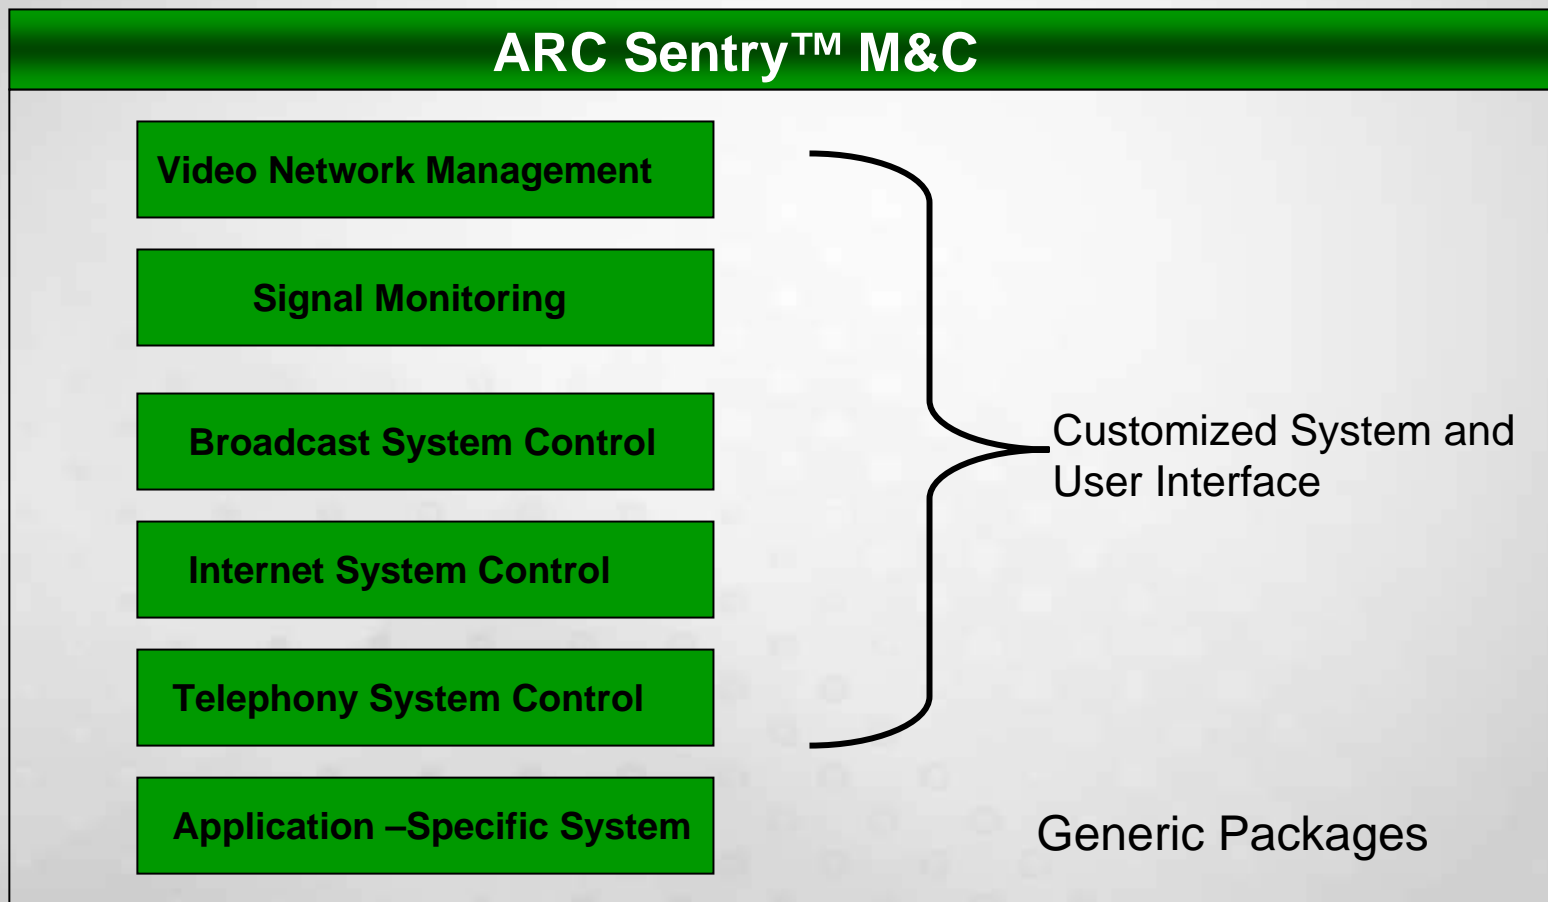 ARC Sentry™ M&C
Video Network Management
Signal Monitoring
Broadcast System Control
Internet System Control
Telephony System Control
Application –Specific System
Customized System and
User Interface
Generic Packages